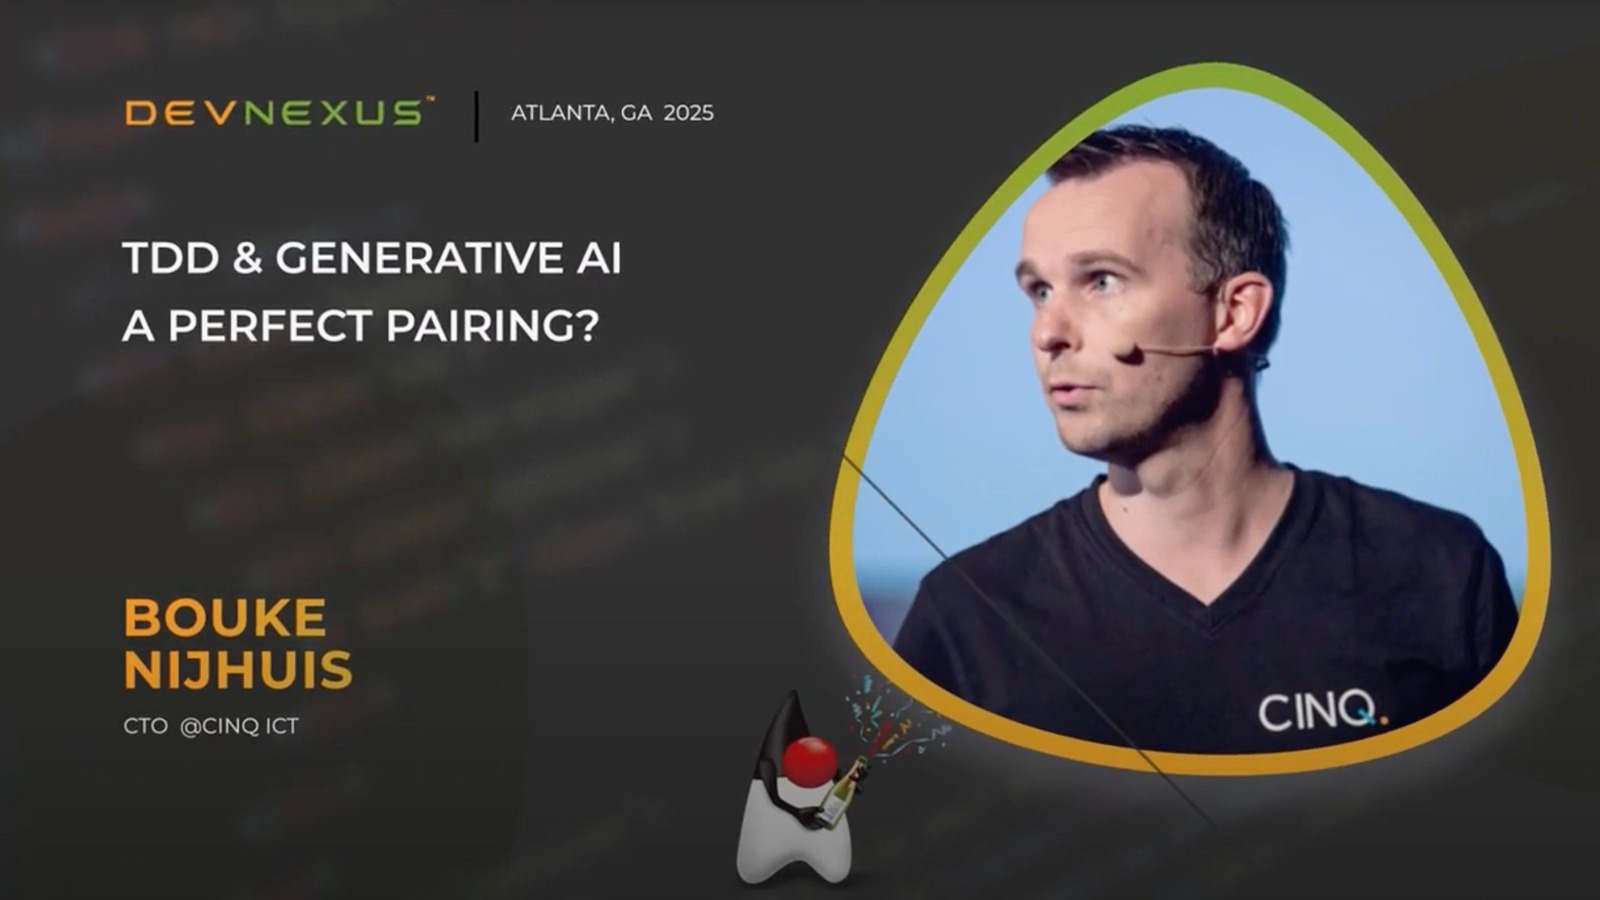 DEVNEXUS™
ATLANTA, GA 2025
TDD & GENERATIVE AI
A PERFECT PAIRING?
BOUKE
NIJHUIS
CTO @CINQ ICT
CINQ.